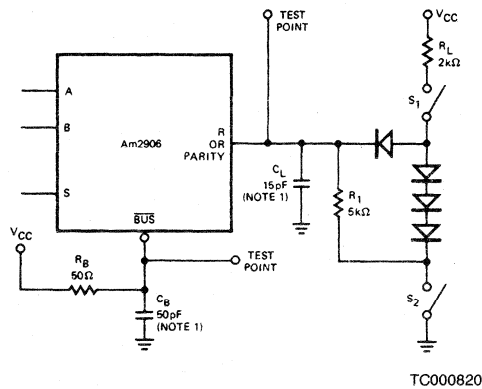 TEST
POINT
VCC
RL
2kΩ
S1
A
B
S
Am2906
R
OR
PARITY
BUS
CL
15pF
(NOTE 1)
R1
5kΩ
S2
VCC
RB
50Ω
TEST
POINT
CB
50pF
(NOTE 1)
TC000820